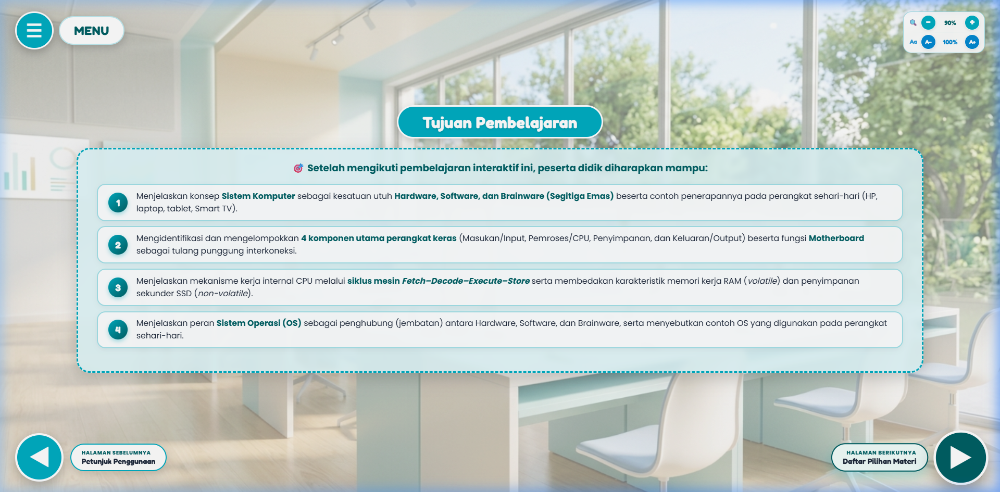 MENU
90%
Aa A- 100% A+
Tujuan Pembelajaran
Setelah mengikuti pembelajaran interaktif ini, peserta didik diharapkan mampu:
1
Menjelaskan konsep Sistem Komputer sebagai kesatuan utuh Hardware, Software, dan Brainware (Segitiga Emas) beserta contoh penerapannya pada perangkat sehari-hari (HP,
laptop, tablet, Smart TV).
2
Mengidentifikasi dan mengelompokkan 4 komponen utama perangkat keras (Masukan/Input, Pemroses/CPU, Penyimpanan, dan Keluaran/Output) beserta fungsi Motherboard
sebagai tulang punggung interkoneksi.
3
Menjelaskan mekanisme kerja internal CPU melalui siklus mesin Fetch–Decode–Execute–Store serta membedakan karakteristik memori kerja RAM (volatile) dan penyimpanan
sekunder SSD (non-volatile).
4
Menjelaskan peran Sistem Operasi (OS) sebagai penghubung (jembatan) antara Hardware, Software, dan Brainware, serta menyebutkan contoh OS yang digunakan pada perangkat
sehari-hari.
HALAMAN SEBELUMNYA
Petunjuk Penggunaan
HALAMAN BERIKUTNYA
Daftar Pilihan Materi